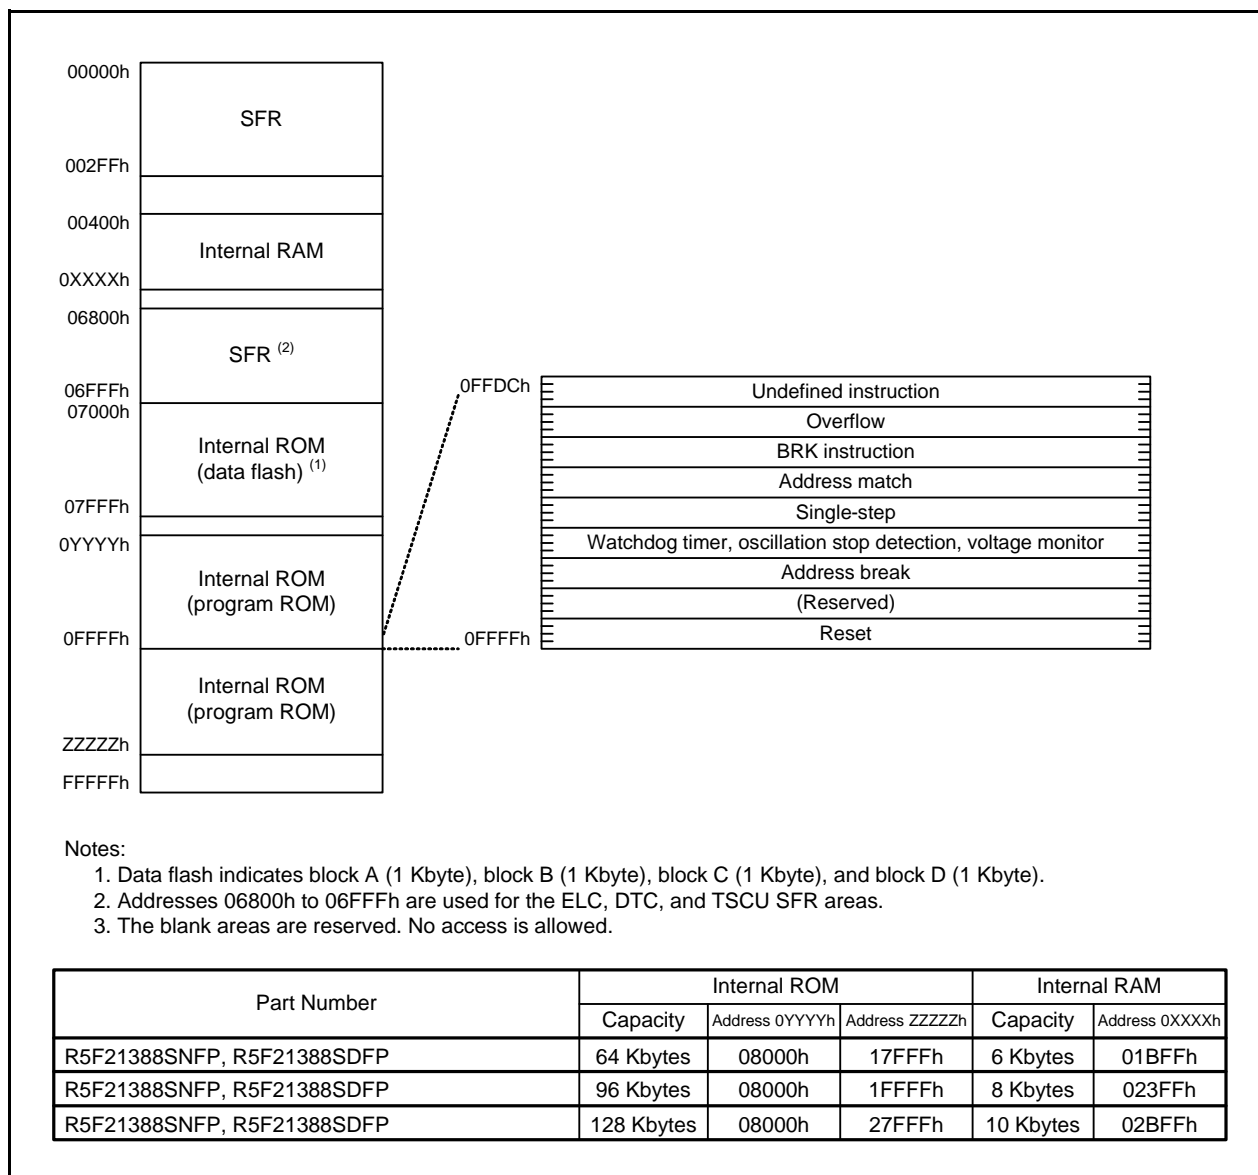 00000h
SFR
002FFh
00400h
Internal RAM
0XXXXh
06800h
SFR (2)
06FFFh
07000h
Internal ROM
(data flash) (1)
07FFFh
0YYYYh
Internal ROM
(program ROM)
0FFFFh
Internal ROM
(program ROM)
ZZZZZh
FFFFFh
0FFDCh
Undefined instruction
Overflow
BRK instruction
Address match
Single-step
Watchdog timer, oscillation stop detection, voltage monitor
Address break
(Reserved)
0FFFFh
Reset
Notes:
1. Data flash indicates block A (1 Kbyte), block B (1 Kbyte), block C (1 Kbyte), and block D (1 Kbyte).
2. Addresses 06800h to 06FFFh are used for the ELC, DTC, and TSCU SFR areas.
3. The blank areas are reserved. No access is allowed.
Part Number Internal ROM Internal RAM
Capacity Address 0YYYYh Address ZZZZZh Capacity Address 0XXXXh
R5F21388SNFP, R5F21388SDFP 64 Kbytes 08000h 17FFFh 6 Kbytes 01BFFh
R5F21388SNFP, R5F21388SDFP 96 Kbytes 08000h 1FFFFh 8 Kbytes 023FFh
R5F21388SNFP, R5F21388SDFP 128 Kbytes 08000h 27FFFh 10 Kbytes 02BFFh